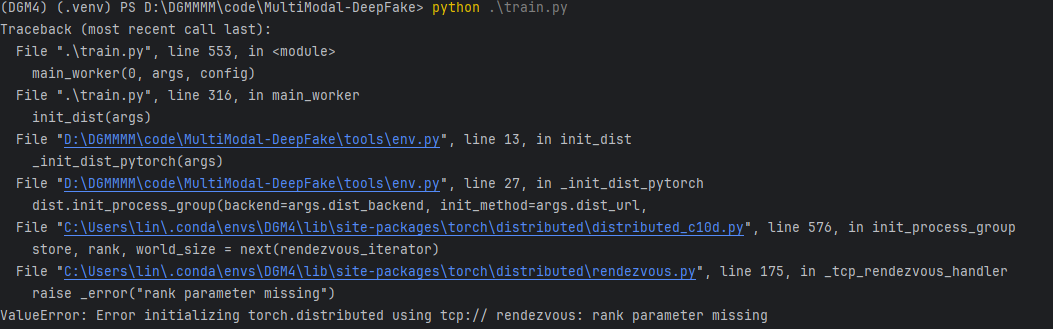 (DGM4) (.venv) PS D:\DGMMMM\code\MultiModal-DeepFake> python .\train.py
Traceback (most recent call last):
  File ".\train.py", line 553, in <module>
    main_worker(0, args, config)
  File ".\train.py", line 316, in main_worker
    init_dist(args)
  File "D:\DGMMMM\code\MultiModal-DeepFake\tools\env.py", line 13, in init_dist
    _init_dist_pytorch(args)
  File "D:\DGMMMM\code\MultiModal-DeepFake\tools\env.py", line 27, in _init_dist_pytorch
    dist.init_process_group(backend=args.dist_backend, init_method=args.dist_url,
  File "C:\Users\lin\.conda\envs\DGM4\lib\site-packages\torch\distributed\distributed_c10d.py", line 576, in init_process_group
    store, rank, world_size = next(rendezvous_iterator)
  File "C:\Users\lin\.conda\envs\DGM4\lib\site-packages\torch\distributed\rendezvous.py", line 175, in _tcp_rendezvous_handler
    raise _error("rank parameter missing")
ValueError: Error initializing torch.distributed using tcp:// rendezvous: rank parameter missing